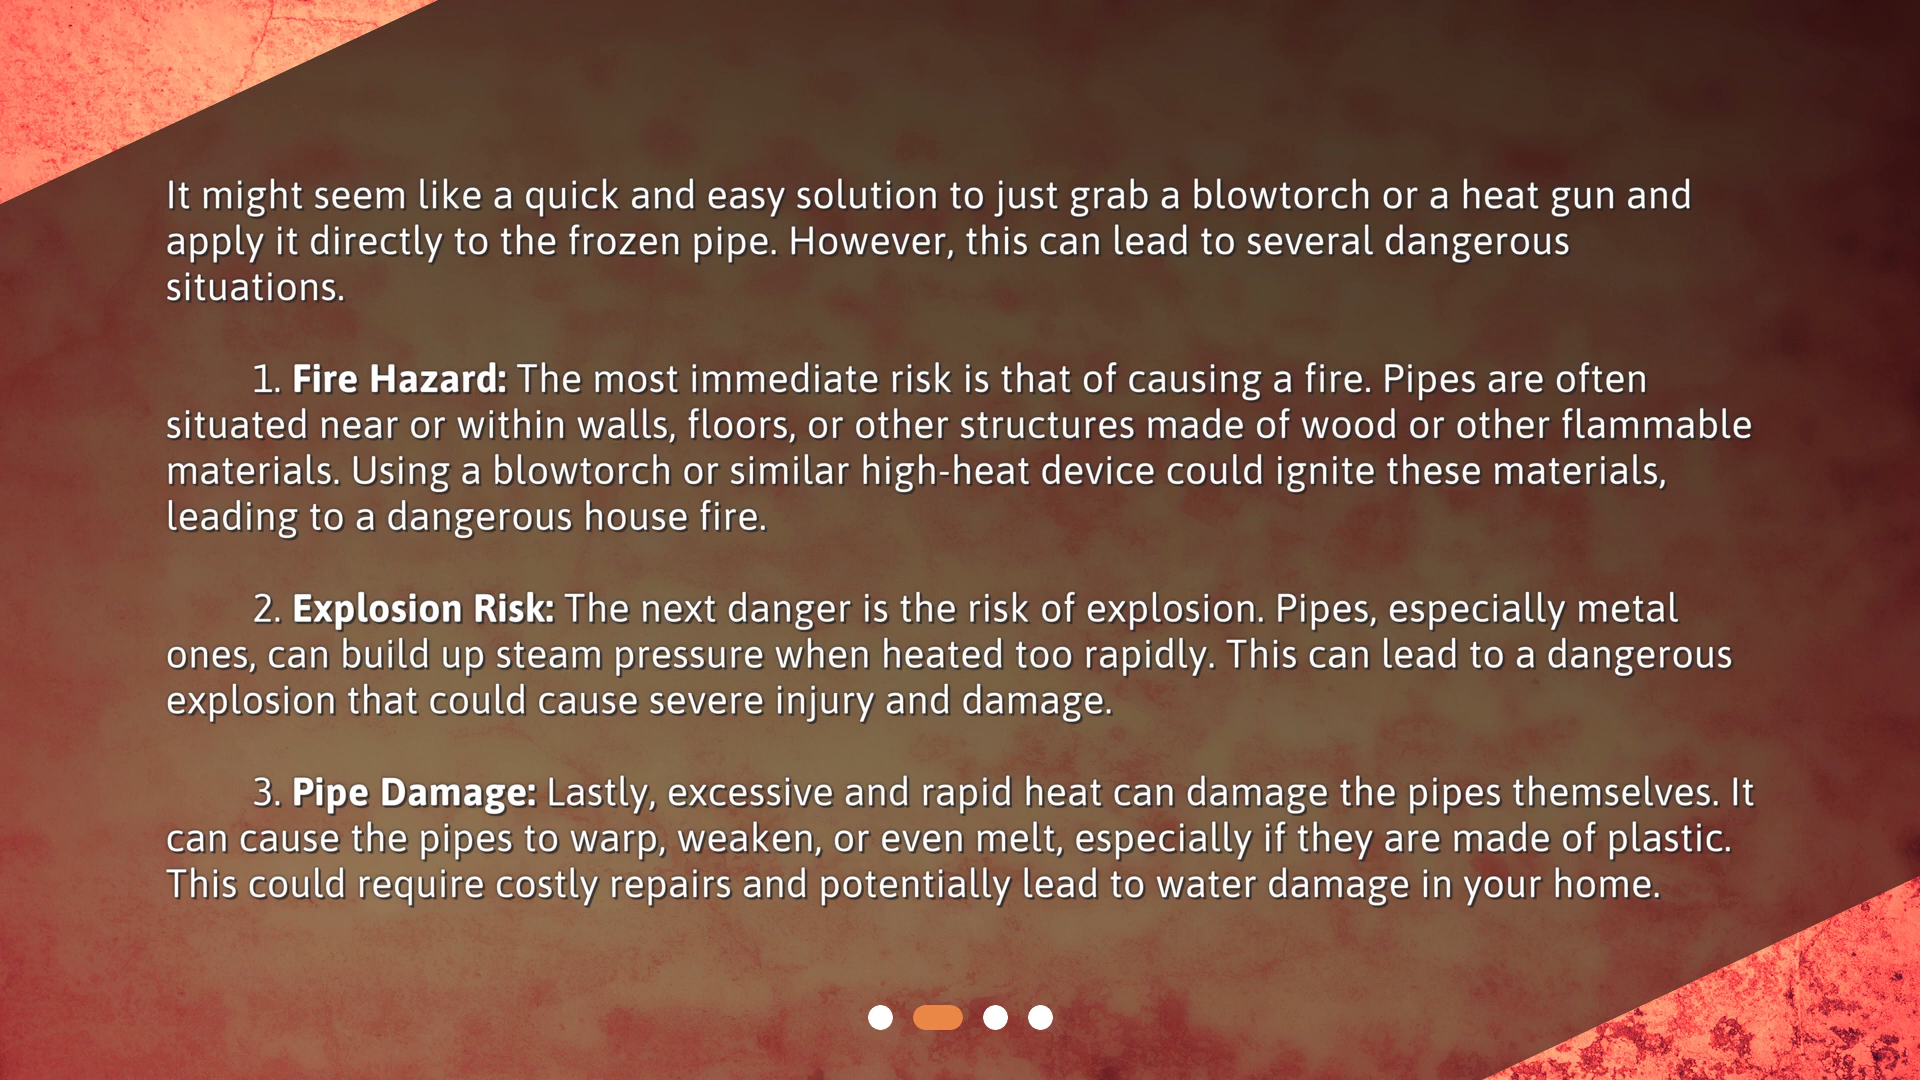 It might seem like a quick and easy solution to just grab a blowtorch or a heat gun and
apply it directly to the frozen pipe. However, this can lead to several dangerous
situations.
1. Fire Hazard: The most immediate risk is that of causing a fire. Pipes are often
situated near or within walls, floors, or other structures made of wood or other flammable
materials. Using a blowtorch or similar high-heat device could ignite these materials,
leading to a dangerous house fire.
2. Explosion Risk: The next danger is the risk of explosion. Pipes, especially metal
ones, can build up steam pressure when heated too rapidly. This can lead to a dangerous
explosion that could cause severe injury and damage.
3. Pipe Damage: Lastly, excessive and rapid heat can damage the pipes themselves. It
can cause the pipes to warp, weaken, or even melt, especially if they are made of plastic.
This could require costly repairs and potentially lead to water damage in your home.